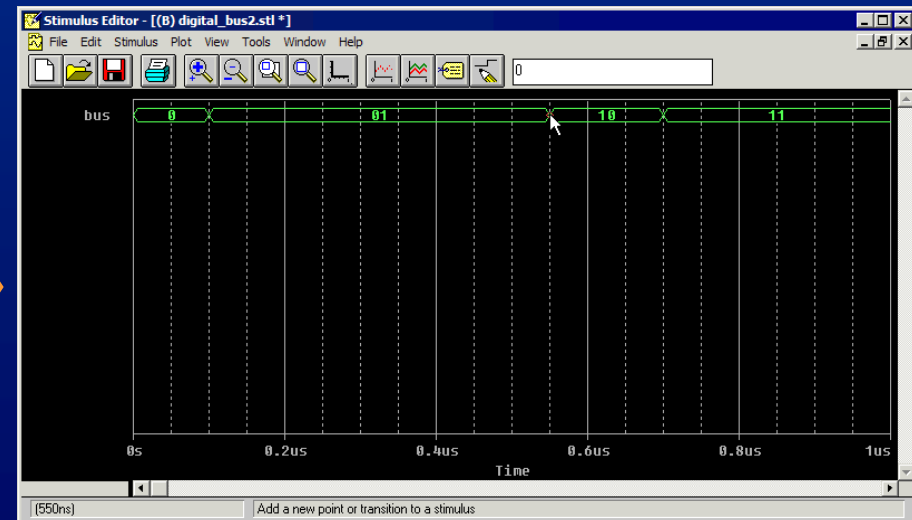 Stimulus Editor - [(B) digital_bus2.stl *]
File Edit Stimulus Plot View Tools Window Help
0
bus 0 01 10 11
0s 0.2us 0.4us 0.6us 0.8us 1us
Time
(550ns) Add a new point or transition to a stimulus